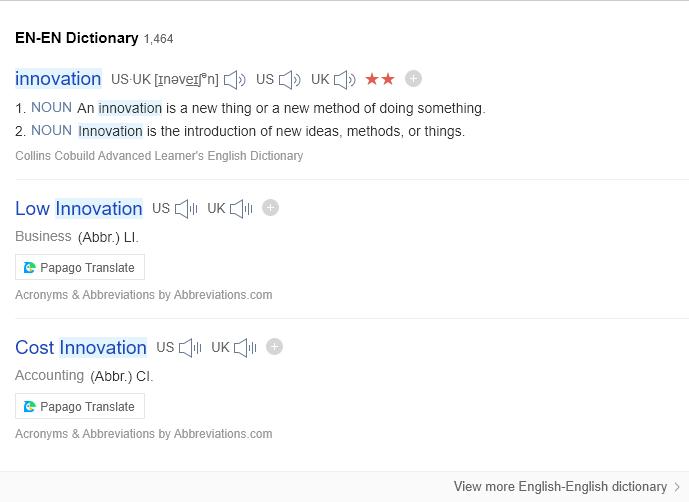 EN-EN Dictionary 1,464
innovation US·UK [ɪnəveɪʃᵊn] US UK ★★
1. NOUN An innovation is a new thing or a new method of doing something.
2. NOUN Innovation is the introduction of new ideas, methods, or things.
Collins Cobuild Advanced Learner's English Dictionary
Low Innovation US UK
Business (Abbr.) LI.
Papago Translate
Acronyms & Abbreviations by Abbreviations.com
Cost Innovation US UK
Accounting (Abbr.) CI.
Papago Translate
Acronyms & Abbreviations by Abbreviations.com
View more English-English dictionary >